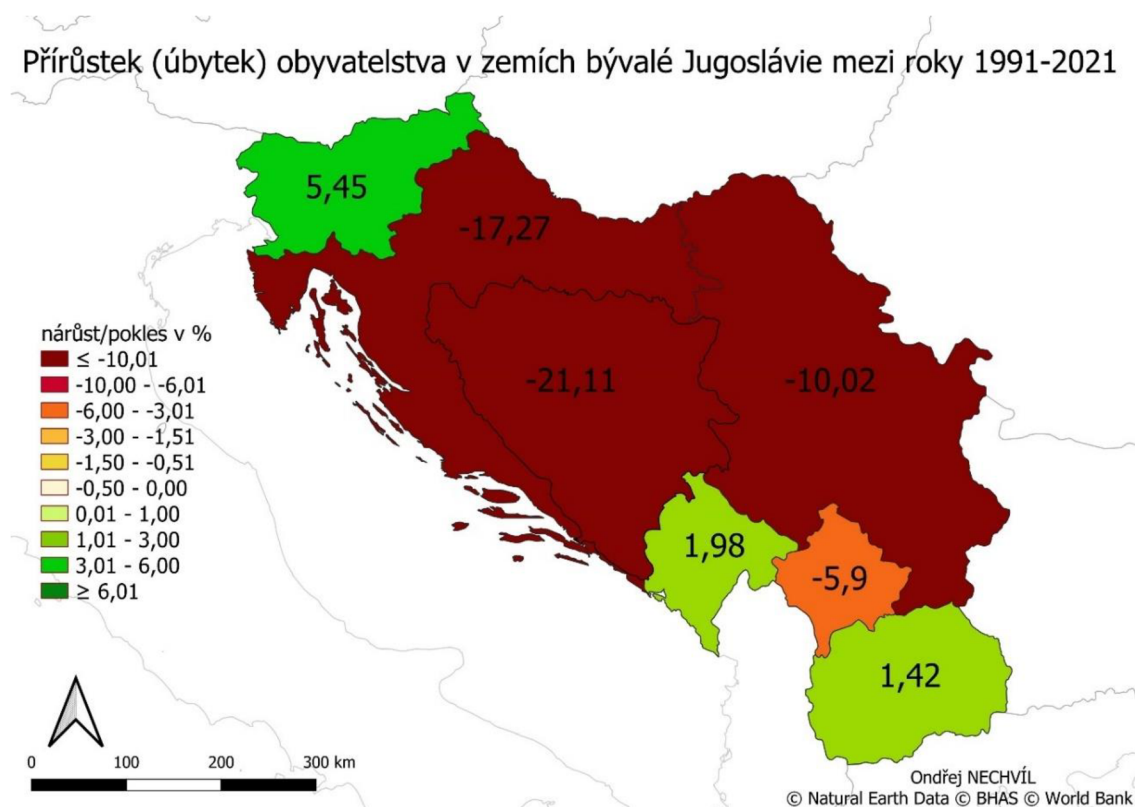 Přírůstek (úbytek) obyvatelstva v zemích bývalé Jugoslávie mezi roky 1991-2021
5,45
-17,27
-21,11
-10,02
1,98
-5,9
1,42
nárůst/pokles v %
≤ -10,01
-10,00 - -6,01
-6,00 - -3,01
-3,00 - -1,51
-1,50 - -0,51
-0,50 - 0,00
0,01 - 1,00
1,01 - 3,00
3,01 - 6,00
≥ 6,01
0 100 200 300 km
Ondřej NECHVÍL
© Natural Earth Data © BHAS © World Bank